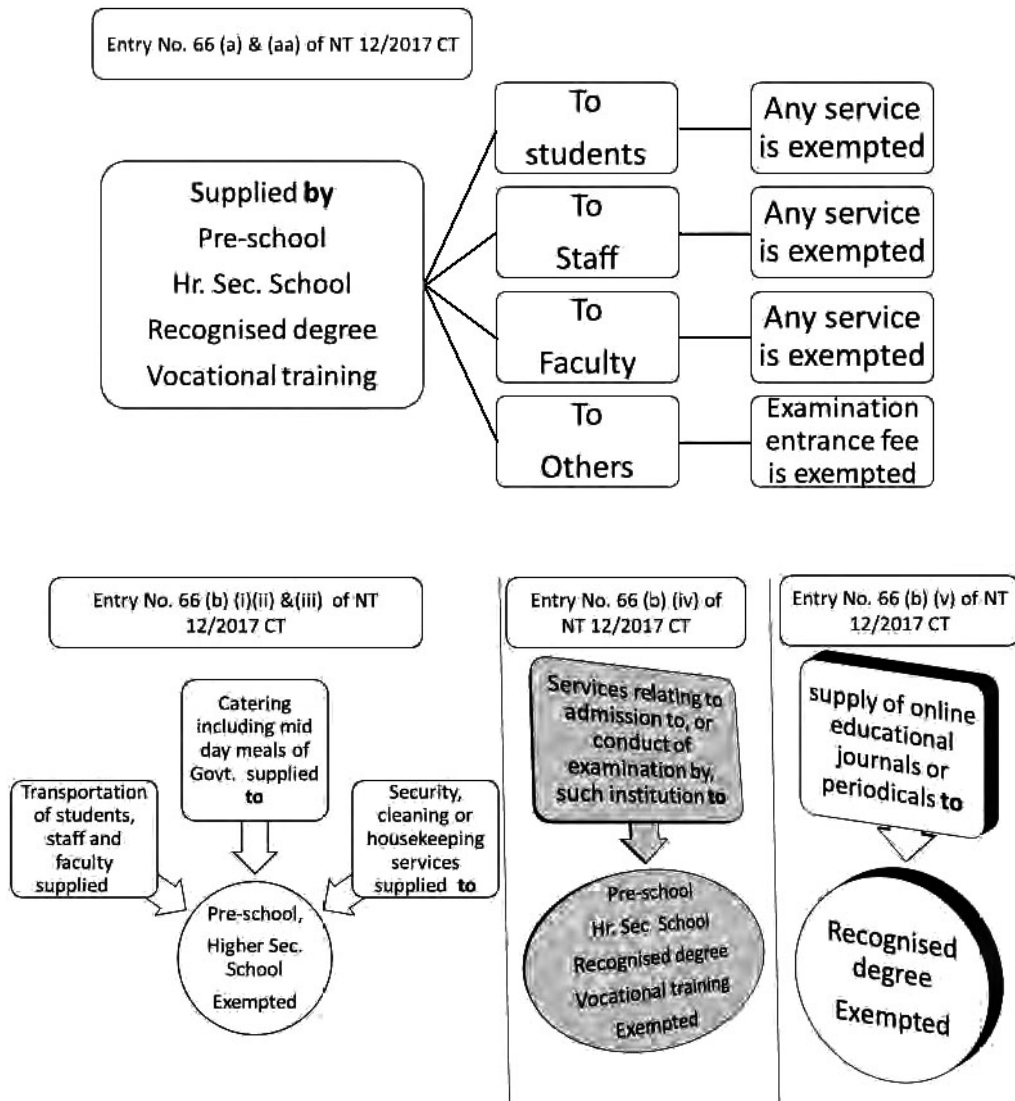 Entry No. 66 (a) & (aa) of NT 12/2017 CT
Supplied by
Pre-school
Hr. Sec. School
Recognised degree
Vocational training
To
students
Any service
is exempted
To
Staff
Any service
is exempted
To
Faculty
Any service
is exempted
To
Others
Examination
entrance fee
is exempted
Entry No. 66 (b) (i)(ii) &(iii) of NT
12/2017 CT
Transportation
of students,
staff and
faculty
supplied
Catering
including mid
day meals of
Govt. supplied
to
Security,
cleaning or
housekeeping
services
supplied to
Pre-school,
Higher Sec.
School
Exempted
Entry No. 66 (b) (iv) of
NT 12/2017 CT
Services relating to
admission to, or
conduct of
examination by,
such institution to
Pre-school
Hr. Sec. School
Recognised degree
Vocational training
Exempted
Entry No. 66 (b) (v) of NT
12/2017 CT
supply of online
educational
journals or
periodicals to
Recognised
degree
Exempted